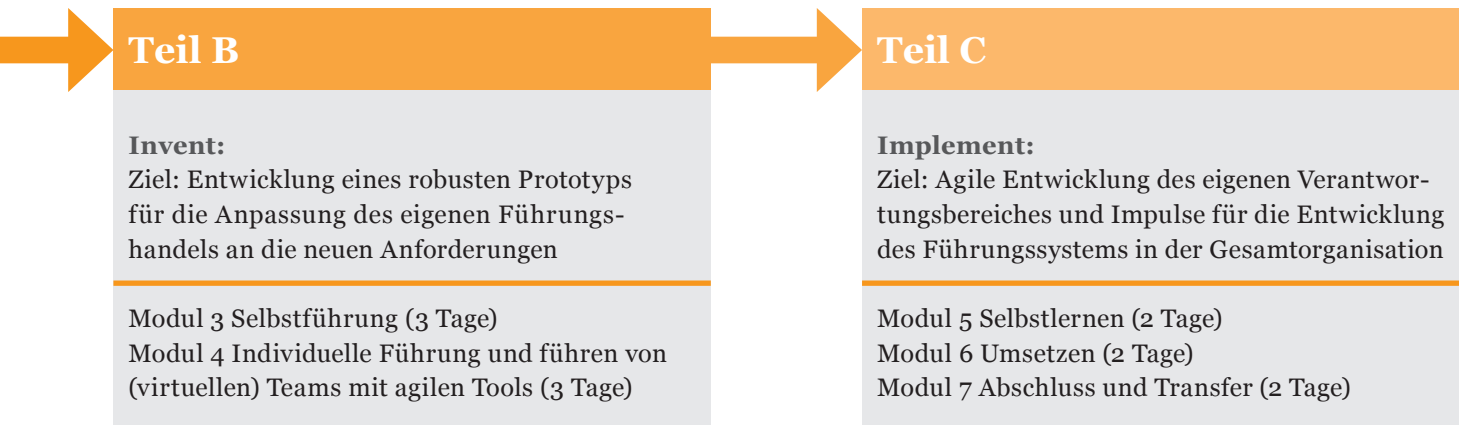 Teil B
Invent:
Ziel: Entwicklung eines robusten Prototyps
für die Anpassung des eigenen Führungs-
handels an die neuen Anforderungen
Modul 3 Selbstführung (3 Tage)
Modul 4 Individuelle Führung und führen von
(virtuellen) Teams mit agilen Tools (3 Tage)
Teil C
Implement:
Ziel: Agile Entwicklung des eigenen Verantwor-
tungsbereiches und Impulse für die Entwicklung
des Führungssystems in der Gesamtorganisation
Modul 5 Selbstlernen (2 Tage)
Modul 6 Umsetzen (2 Tage)
Modul 7 Abschluss und Transfer (2 Tage)